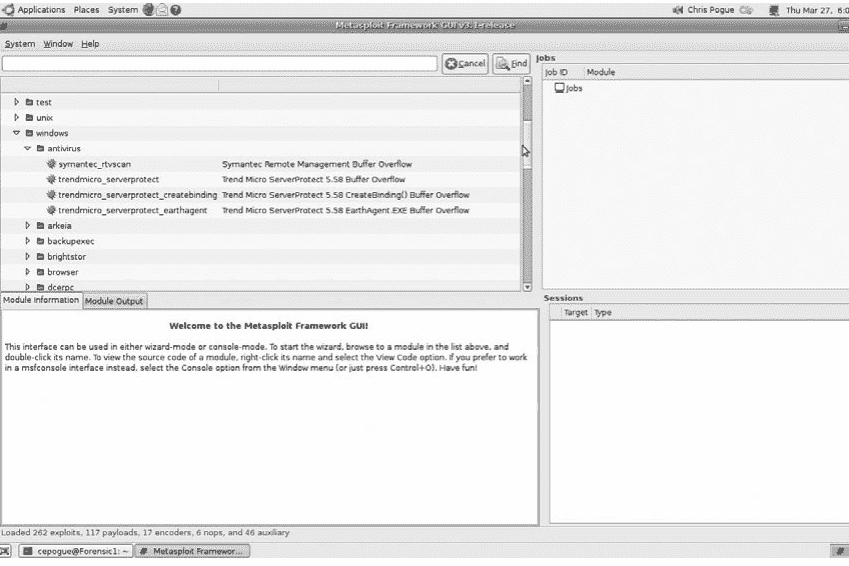 Applications Places System Chris Pogue Thu Mar 27, 6:0
Metasploit Framework GUI v3.1-release
System Window Help
Cancel Find
Jobs
Job ID Module
Jobs
test
unix
windows
antivirus
symantec_rtvscan Symantec Remote Management Buffer Overflow
trendmicro_serverprotect Trend Micro ServerProtect 5.58 Buffer Overflow
trendmicro_serverprotect_createbinding Trend Micro ServerProtect 5.58 CreateBinding() Buffer Overflow
trendmicro_serverprotect_earthagent Trend Micro ServerProtect 5.58 EarthAgent.EXE Buffer Overflow
arkeia
backupexec
brightstor
browser
dcerpc
Module Information Module Output
Sessions
Target Type
Welcome to the Metasploit Framework GUI!
This interface can be used in either wizard-mode or console-mode. To start the wizard, browse to a module in the list above, and
double-click its name. To view the source code of a module, right-click its name and select the View Code option. If you prefer to work
in a msfconsole interface instead, select the Console option from the Window menu (or just press Control+O). Have fun!
Loaded 262 exploits, 117 payloads, 17 encoders, 6 nops, and 46 auxiliary
cepogue@Forensic1: ~ Metasploit Framewor...